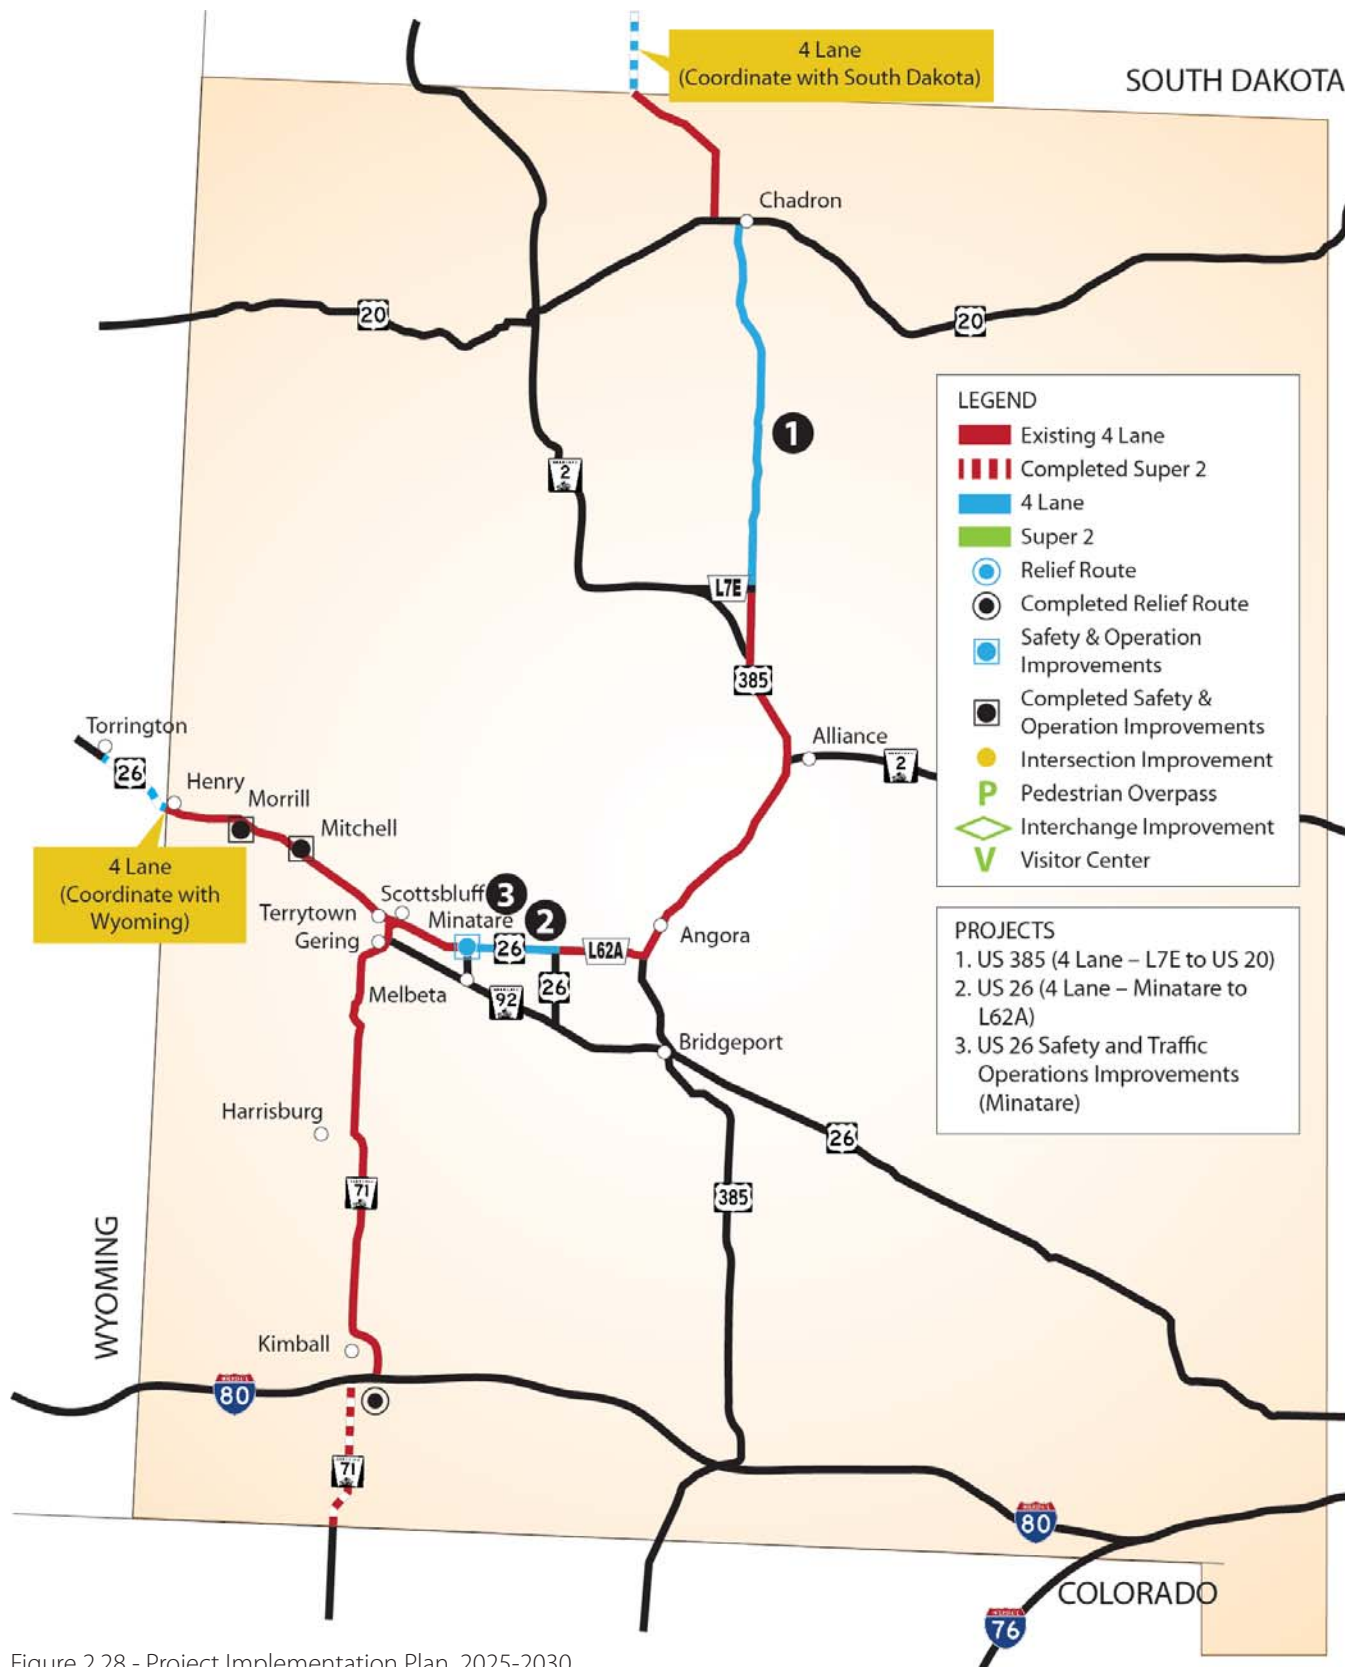 4 Lane
(Coordinate with South Dakota)
SOUTH DAKOTA
Chadron
20
20
1
2
L7E
385
LEGEND
Existing 4 Lane
Completed Super 2
4 Lane
Super 2
Relief Route
Completed Relief Route
Safety & Operation
Improvements
Completed Safety &
Operation Improvements
Intersection Improvement
P Pedestrian Overpass
Interchange Improvement
V Visitor Center
Torrington
26
Henry
Morrill
Mitchell
Alliance
2
4 Lane
(Coordinate with
Wyoming)
Scottsbluff
3
Terrytown
Minatare
2
Gering
26
L62A
Angora
Melbeta
92
26
Bridgeport
PROJECTS
1. US 385 (4 Lane – L7E to US 20)
2. US 26 (4 Lane – Minatare to
L62A)
3. US 26 Safety and Traffic
Operations Improvements
(Minatare)
Harrisburg
26
71
385
WYOMING
Kimball
80
71
80
COLORADO
76
Figure 2.28 - Project Implementation Plan, 2025-2030